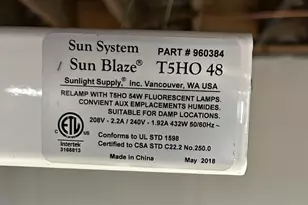 Sun System
PART # 960384
Sun Blaze® T5HO 48
Sunlight Supply,® Inc. Vancouver, WA USA
RELAMP WITH T5HO 54W FLUORESCENT LAMPS.
CONVIENT AUX EMPLACEMENTS HUMIDES.
SUITABLE FOR DAMP LOCATIONS.
208V - 2.2A / 240V - 1.92A 432W 50/60Hz~
ETL
Intertek
3166813
Conforms to UL STD 1598
Certified to CSA STD C22.2 No.250.0
Made in China
May 2018